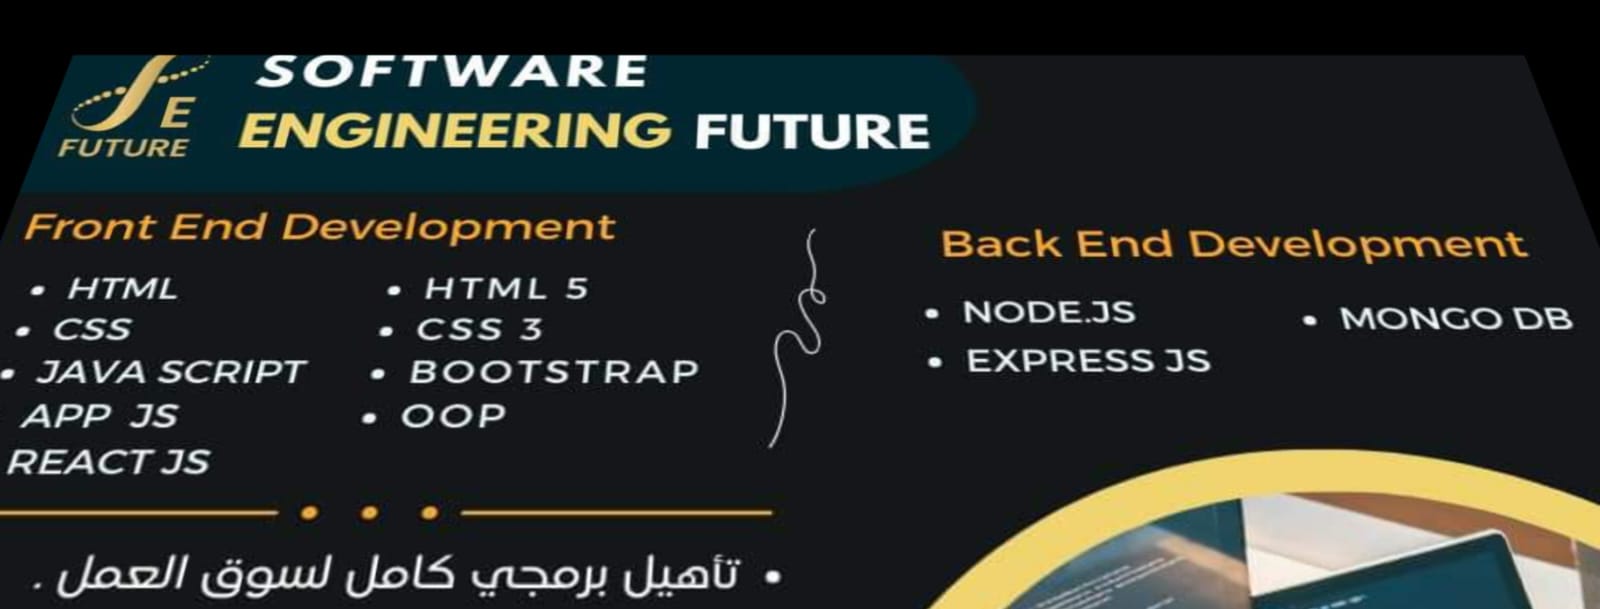 E
FUTURE
SOFTWARE
ENGINEERING FUTURE
Front End Development
• HTML
• CSS
• JAVA SCRIPT
APP JS
REACT JS
• HTML 5
• CSS 3
• BOOTSTRAP
• OOP
Back End Development
• NODE.JS
• EXPRESS JS
• MONGO DB
• تأهيل برمجي كامل لسوق العمل .